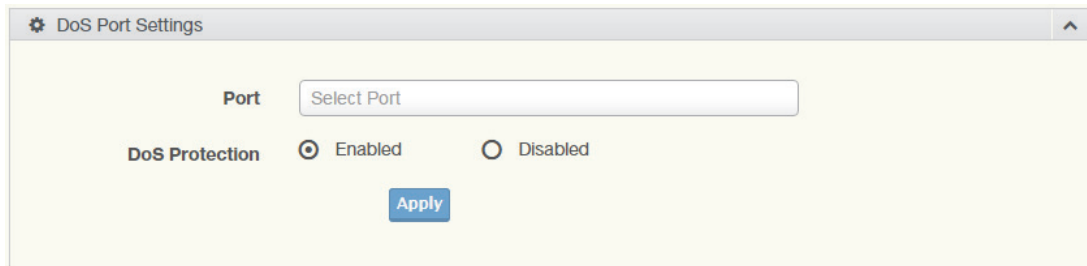 DoS Port Settings
Port Select Port
DoS Protection Enabled Disabled
Apply